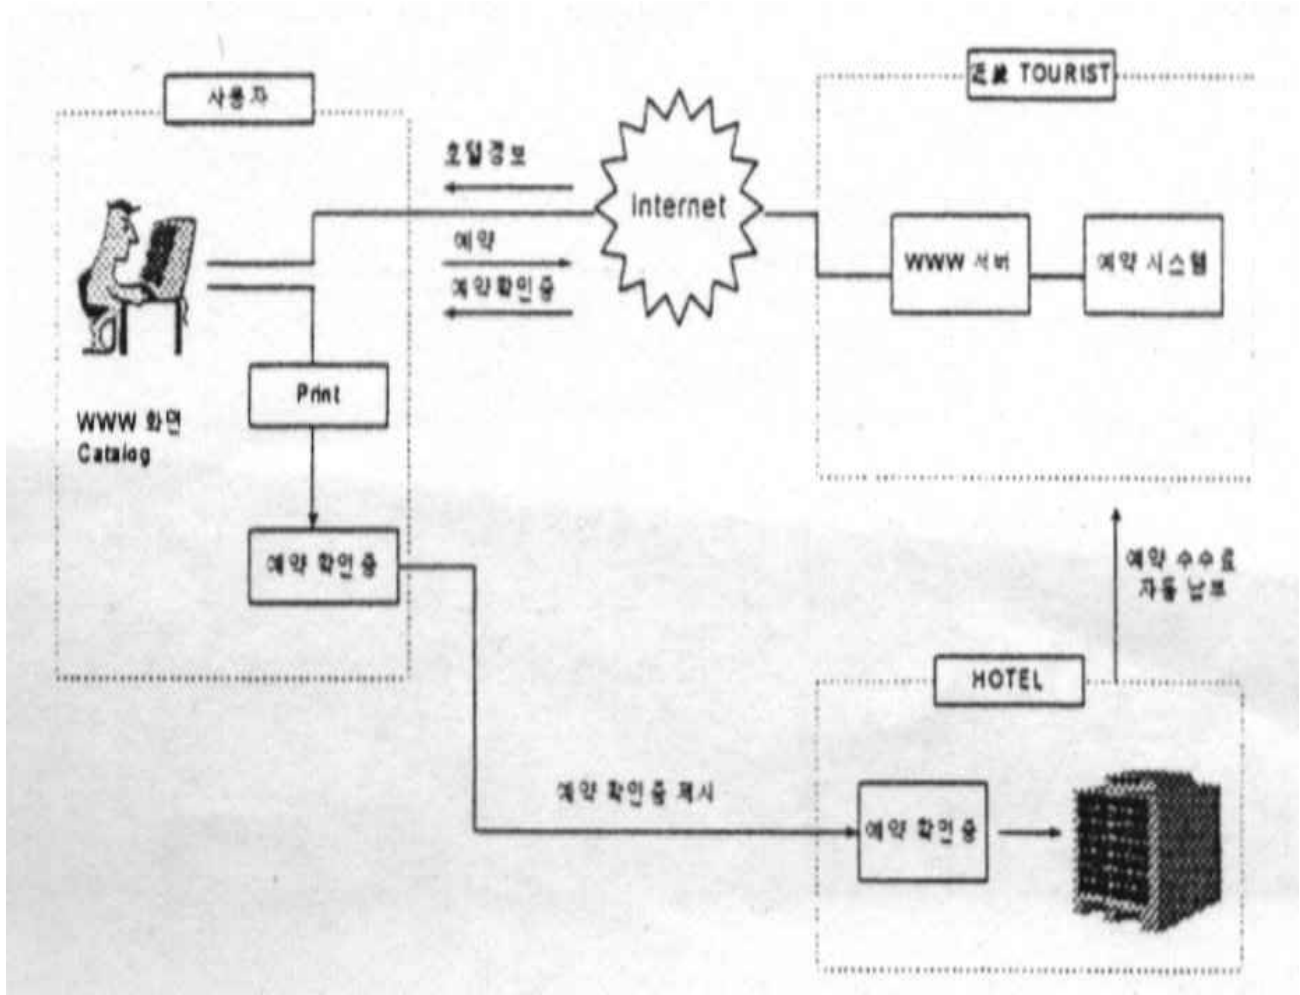 사용자
近畿 TOURIST
호텔정보
Internet
예약
예약확인증
WWW 서버
예약 시스템
WWW 화면
Catalog
Print
예약 확인증
예약 수수료
자동 납부
HOTEL
예약 확인증 제시
예약 확인증